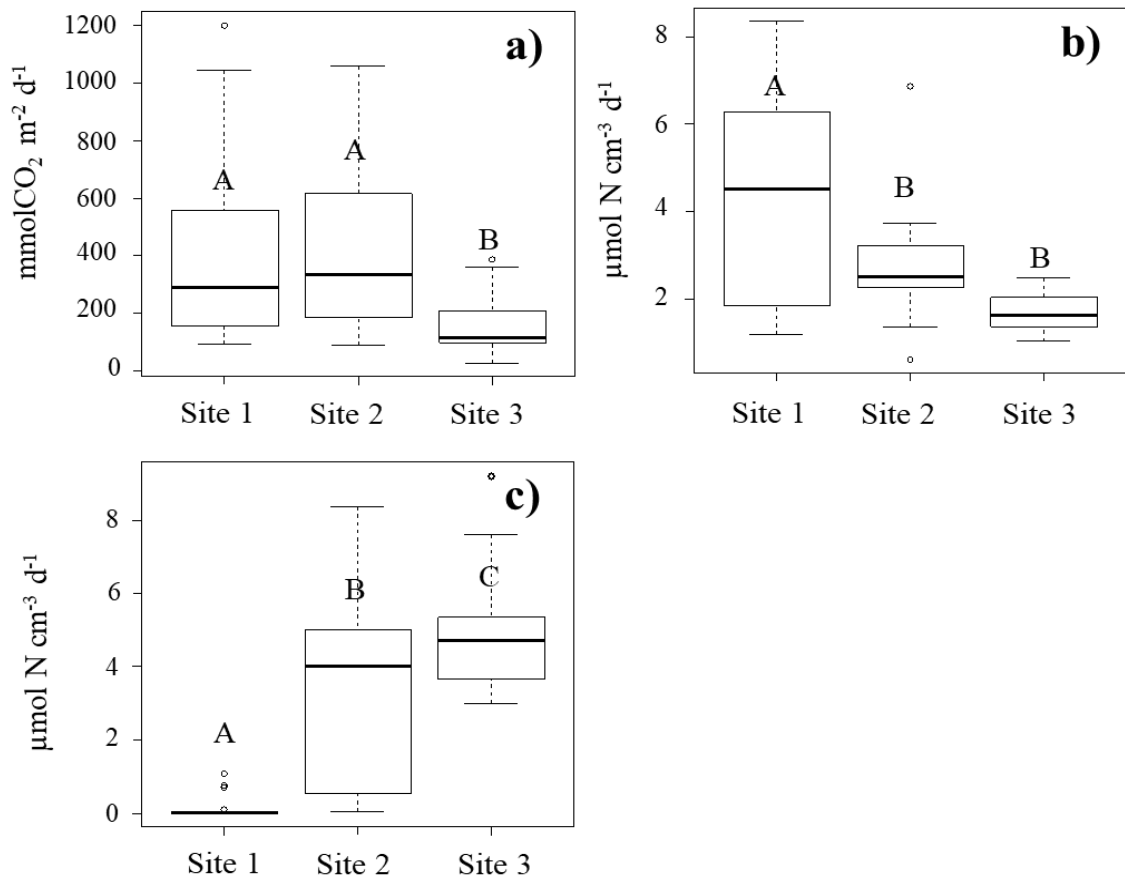 a)
mmolCO₂ m⁻² d⁻¹
1200
1000
800
600
400
200
0
A
A
B
Site 1 Site 2 Site 3
b)
µmol N cm⁻³ d⁻¹
8
6
4
2
A
B
B
Site 1 Site 2 Site 3
c)
µmol N cm⁻³ d⁻¹
8
6
4
2
0
A
B
C
Site 1 Site 2 Site 3